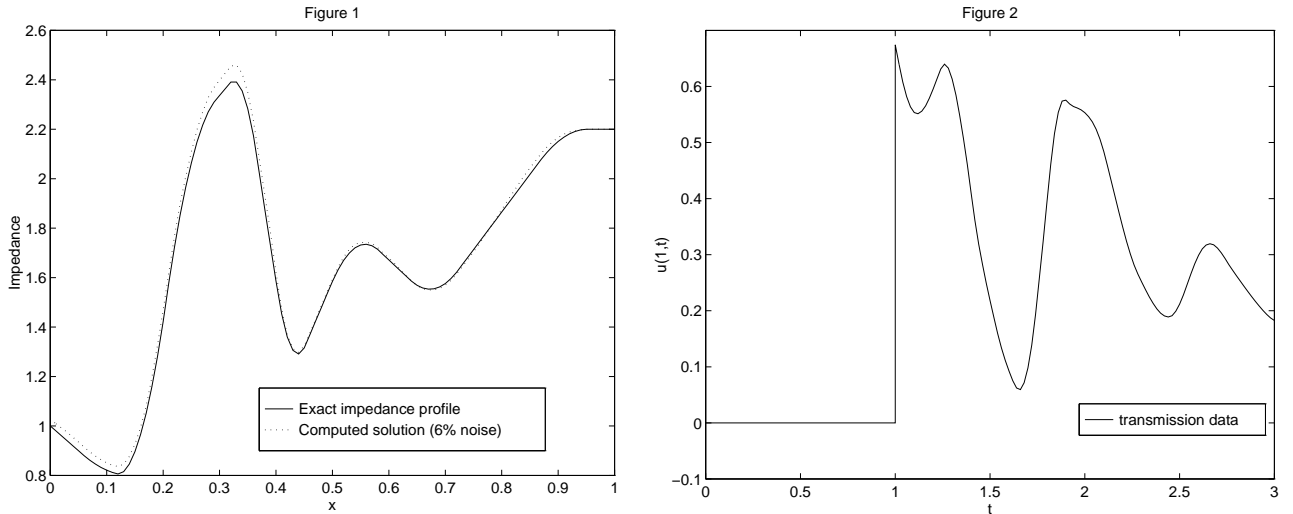 Figure 1
2.6
2.4
2.2
2
1.8
1.6
1.4
1.2
1
0.8
Impedance
Exact impedance profile
Computed solution (6% noise)
0 0.1 0.2 0.3 0.4 0.5 0.6 0.7 0.8 0.9 1
x
Figure 2
0.6
0.5
0.4
0.3
0.2
0.1
0
−0.1
u(1,t)
transmission data
0 0.5 1 1.5 2 2.5 3
t